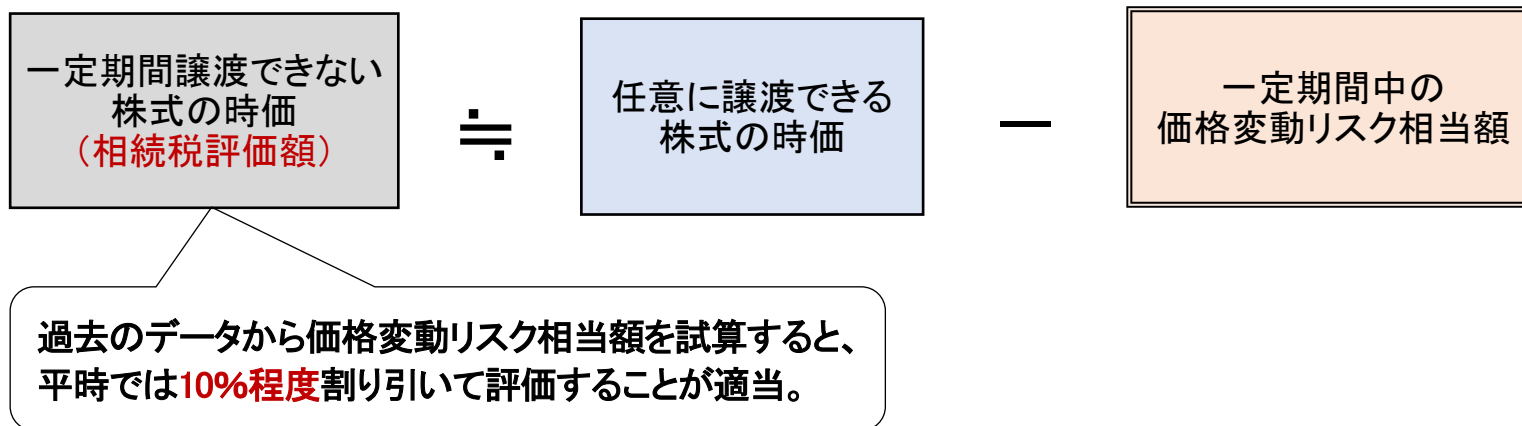 一定期間譲渡できない
株式の時価
（相続税評価額）
≒
任意に譲渡できる
株式の時価
－
一定期間中の
価格変動リスク相当額
過去のデータから価格変動リスク相当額を試算すると、
平時では10%程度割り引いて評価することが適当。